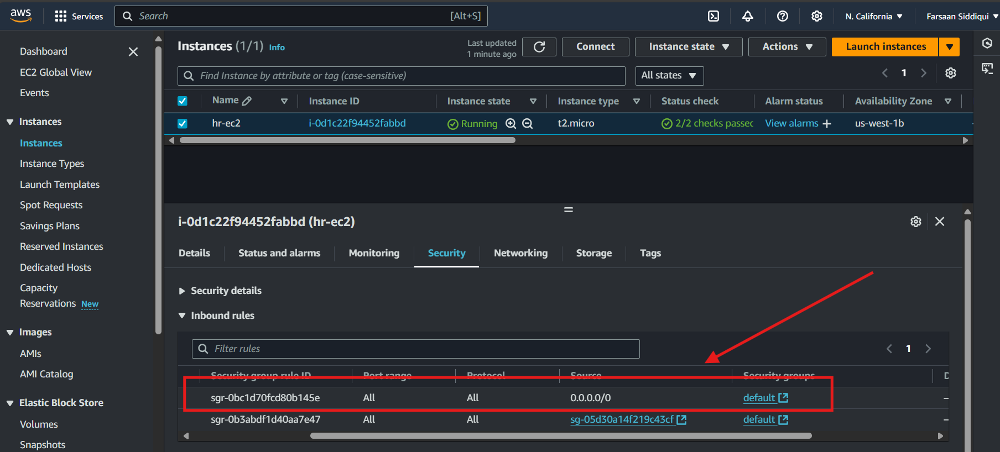 aws
Services
Search
[Alt+S]
N. California
Farsaan Siddiqui
Dashboard
EC2 Global View
Events
Instances
Instances
Instance Types
Launch Templates
Spot Requests
Savings Plans
Reserved Instances
Dedicated Hosts
Capacity
Reservations New
Images
AMIs
AMI Catalog
Elastic Block Store
Volumes
Snapshots
Instances (1/1) Info
Last updated
1 minute ago
Connect
Instance state
Actions
Launch instances
Find Instance by attribute or tag (case-sensitive)
All states
1
Name Instance ID Instance state Instance type Status check Alarm status Availability Zone
hr-ec2 i-0d1c22f94452fabbd Running t2.micro 2/2 checks passec View alarms + us-west-1b
i-0d1c22f94452fabbd (hr-ec2)
Details Status and alarms Monitoring Security Networking Storage Tags
Security details
Inbound rules
Filter rules
1
Security group rule ID Port range Protocol Source Security groups
sgr-0bc1d70fcd80b145e All All 0.0.0.0/0 default –
sgr-0b3abdf1d40aa7e47 All All sg-05d30a14f219c43cf default –